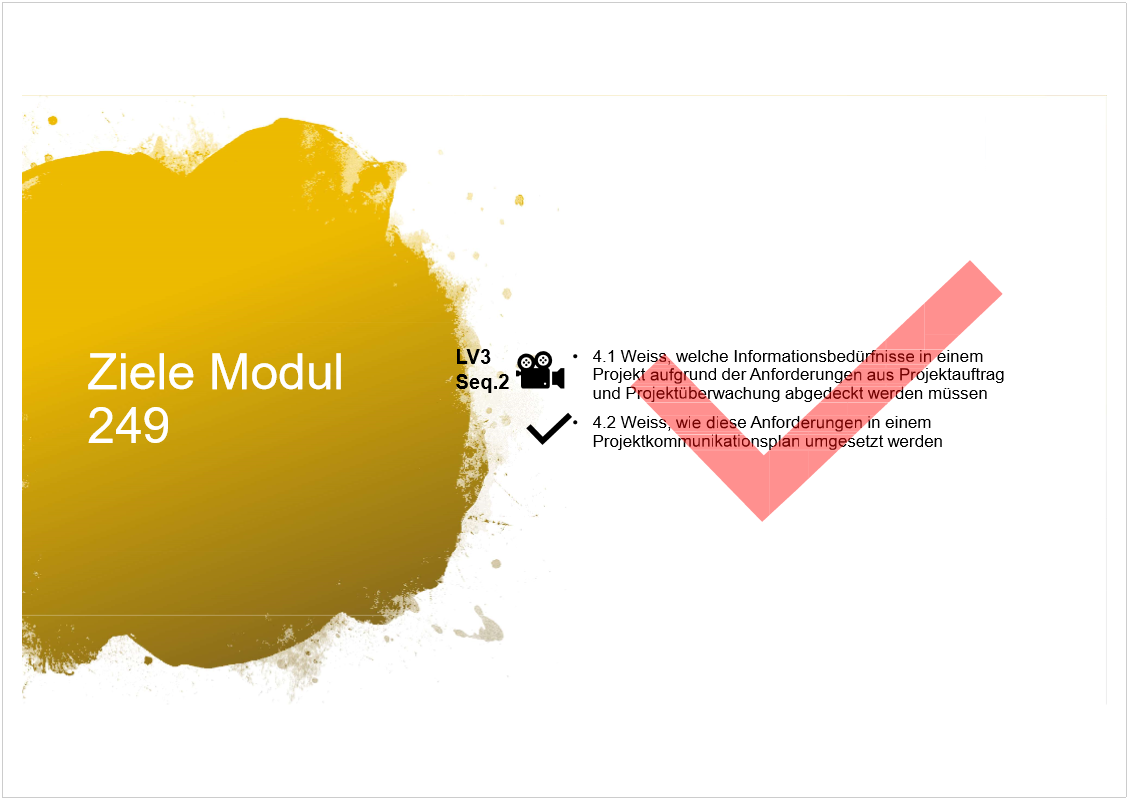 Ziele Modul
249
LV3
Seq.2
• 4.1 Weiss, welche Informationsbedürfnisse in einem
Projekt aufgrund der Anforderungen aus Projektauftrag
und Projektüberwachung abgedeckt werden müssen
• 4.2 Weiss, wie diese Anforderungen in einem
Projektkommunikationsplan umgesetzt werden